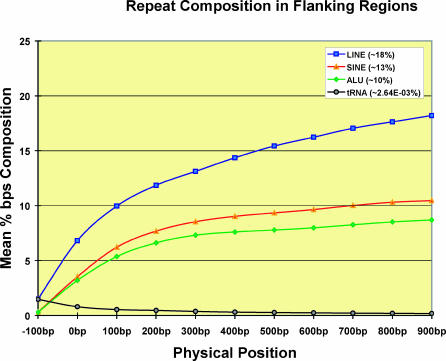 Repeat Composition in Flanking Regions
25
20
15
10
5
0
Mean % bps Composition
LINE (~18%)
SINE (~13%)
ALU (~10%)
tRNA (~2.64E-03%)
-100bp 0bp 100bp 200bp 300bp 400bp 500bp 600bp 700bp 800bp 900bp
Physical Position